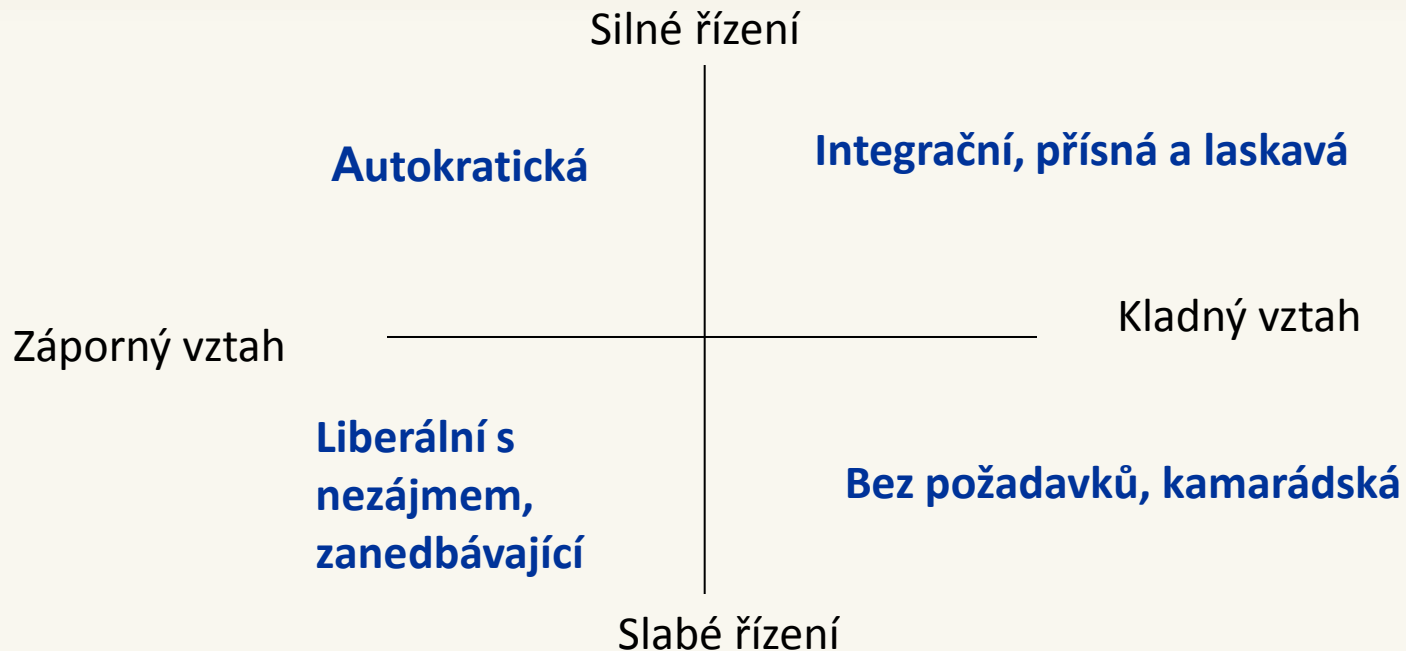 Silné řízení
Autokratická
Integrační, přísná a laskavá
Záporný vztah
Kladný vztah
Liberální s
nezájmem,
zanedbávající
Bez požadavků, kamarádská
Slabé řízení